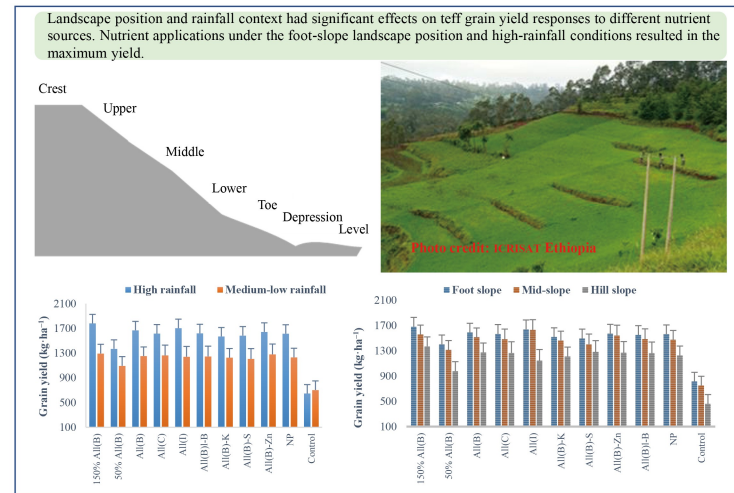 Landscape position and rainfall context had significant effects on teff grain yield responses to different nutrient
sources. Nutrient applications under the foot-slope landscape position and high-rainfall conditions resulted in the
maximum yield.
Crest
Upper
Middle
Lower
Toe
Depression
Level
Photo credit: ICRISAT Ethiopia
High rainfall Medium-low rainfall
Grain yield (kg·ha⁻¹)
2100
1700
1300
900
500
100
150% All(B)
50% All(B)
All(B)
All(C)
All(I)
All(B)l-B
All(B)-K
All(B)-S
All(B)-Zn
NP
Control
Foot slope Mid-slope Hill slope
Grain yield (kg·ha⁻¹)
2100
1700
1300
900
500
100
150% All(B)
50% All(B)
All(B)
All(C)
All(I)
All(B)-K
All(B)-S
All(B)-Zn
All(B)l-B
NP
Control